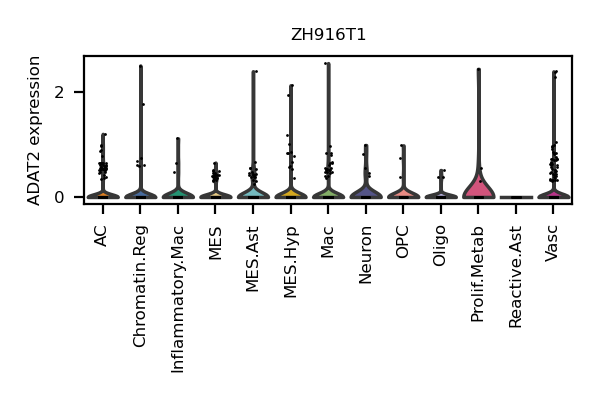 ZH916T1
ADAT2 expression
2
0
AC
Chromatin.Reg
Inflammatory.Mac
MES
MES.Ast
MES.Hyp
Mac
Neuron
OPC
Oligo
Prolif.Metab
Reactive.Ast
Vasc